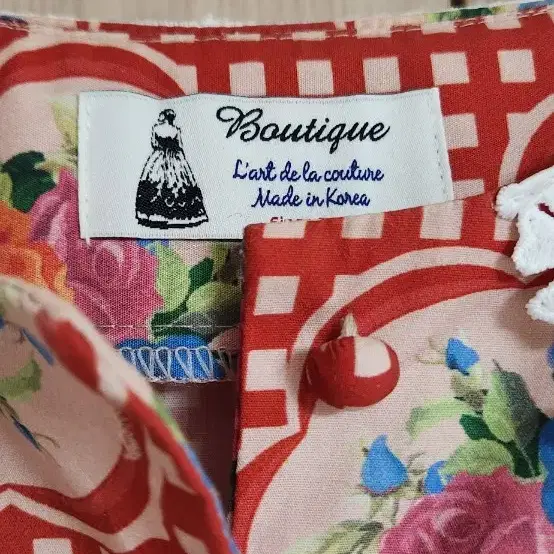 Boutique
L'art de la couture
Made in Korea